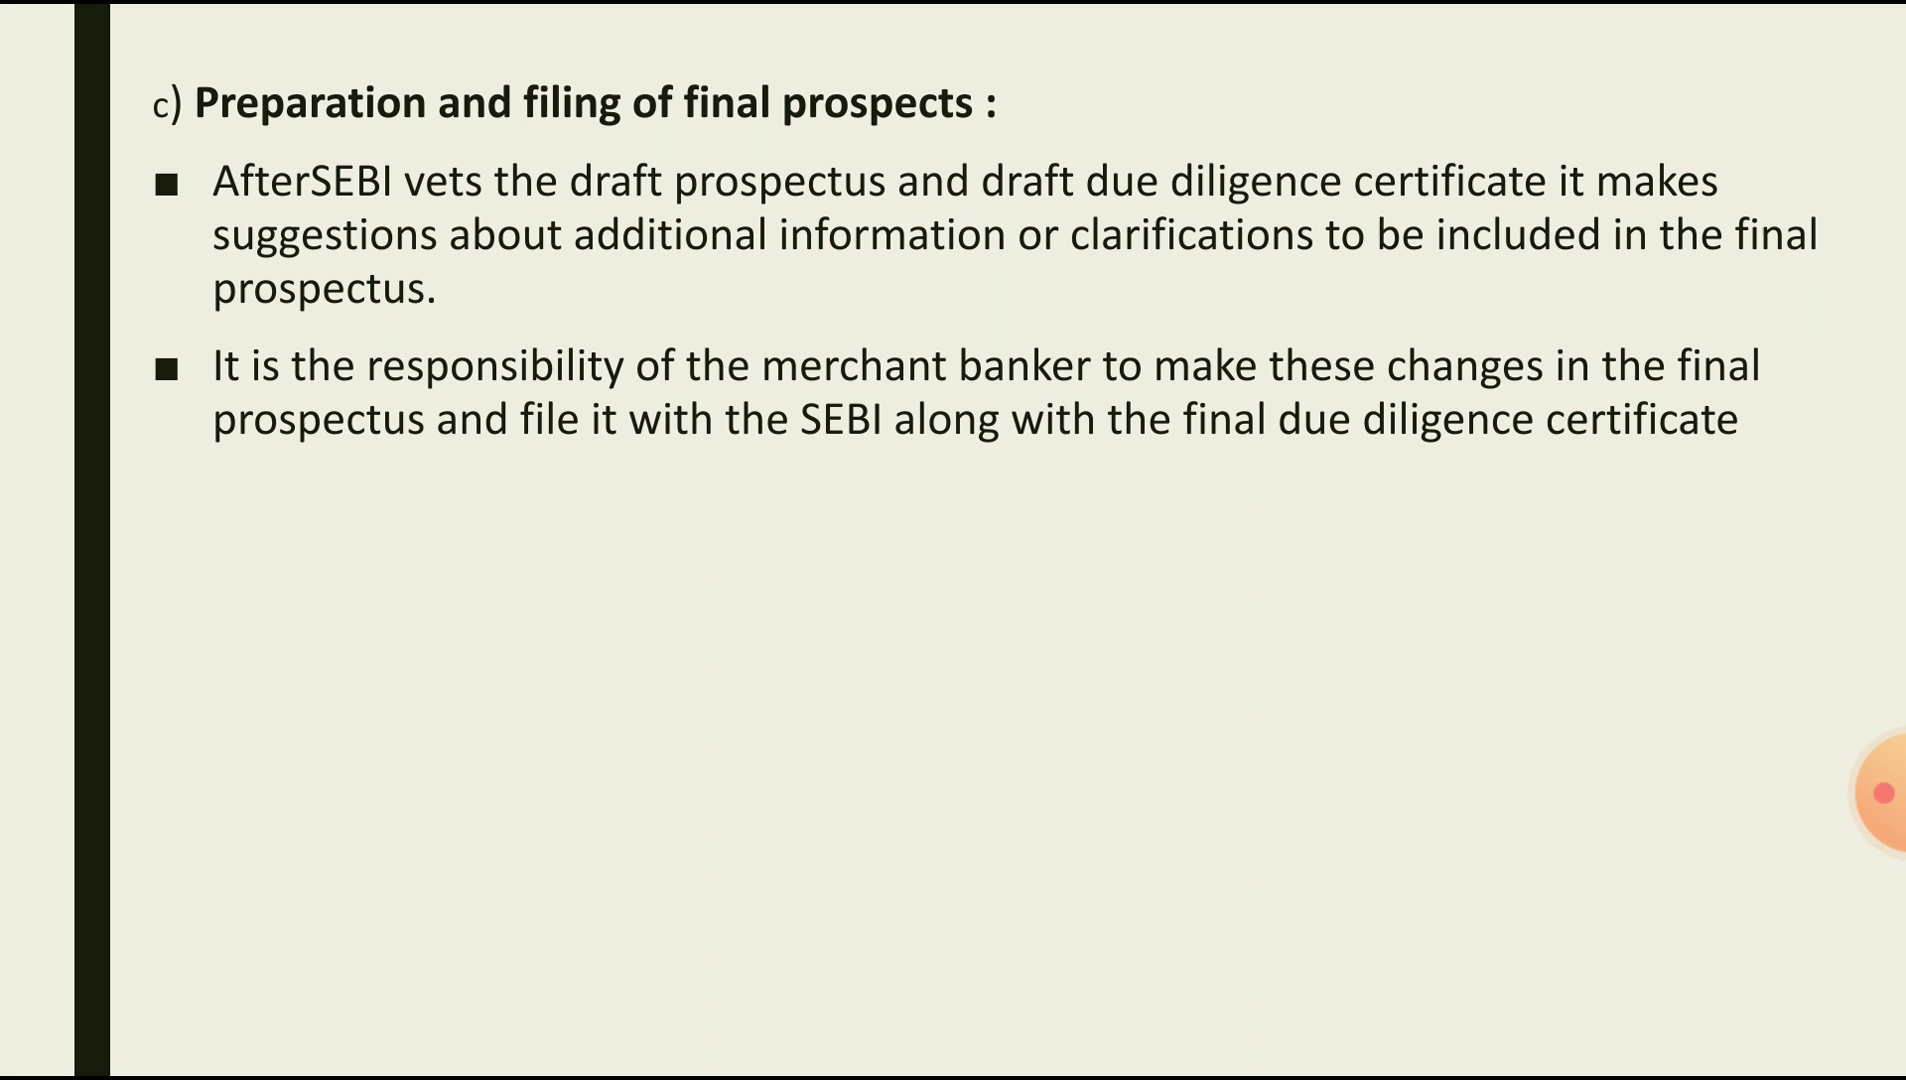 c) Preparation and filing of final prospects :
■ AfterSEBI vets the draft prospectus and draft due diligence certificate it makes
suggestions about additional information or clarifications to be included in the final
prospectus.
■ It is the responsibility of the merchant banker to make these changes in the final
prospectus and file it with the SEBI along with the final due diligence certificate